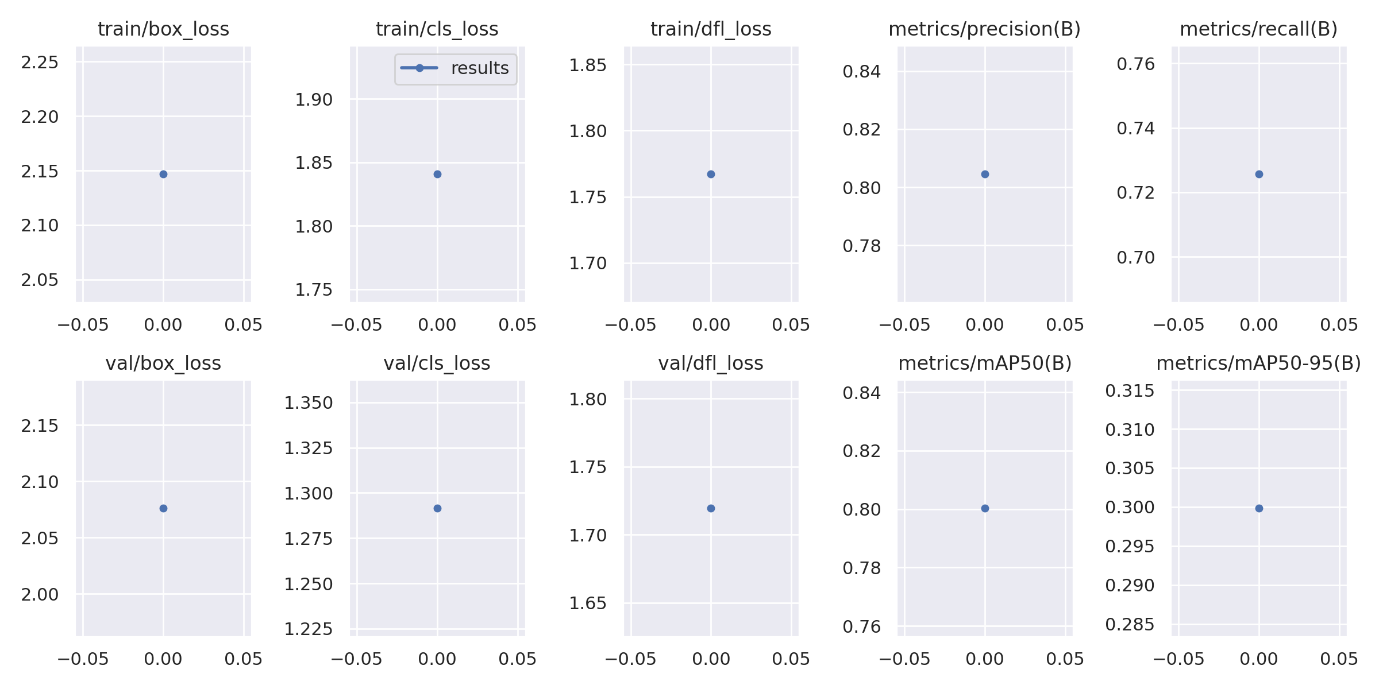 train/box_loss
2.25
2.20
2.15
2.10
2.05
−0.05 0.00 0.05
train/cls_loss
results
1.90
1.85
1.80
1.75
−0.05 0.00 0.05
train/dfl_loss
1.85
1.80
1.75
1.70
−0.05 0.00 0.05
metrics/precision(B)
0.84
0.82
0.80
0.78
−0.05 0.00 0.05
metrics/recall(B)
0.76
0.74
0.72
0.70
−0.05 0.00 0.05
val/box_loss
2.15
2.10
2.05
2.00
−0.05 0.00 0.05
val/cls_loss
1.350
1.325
1.300
1.275
1.250
1.225
−0.05 0.00 0.05
val/dfl_loss
1.80
1.75
1.70
1.65
−0.05 0.00 0.05
metrics/mAP50(B)
0.84
0.82
0.80
0.78
0.76
−0.05 0.00 0.05
metrics/mAP50-95(B)
0.315
0.310
0.305
0.300
0.295
0.290
0.285
−0.05 0.00 0.05